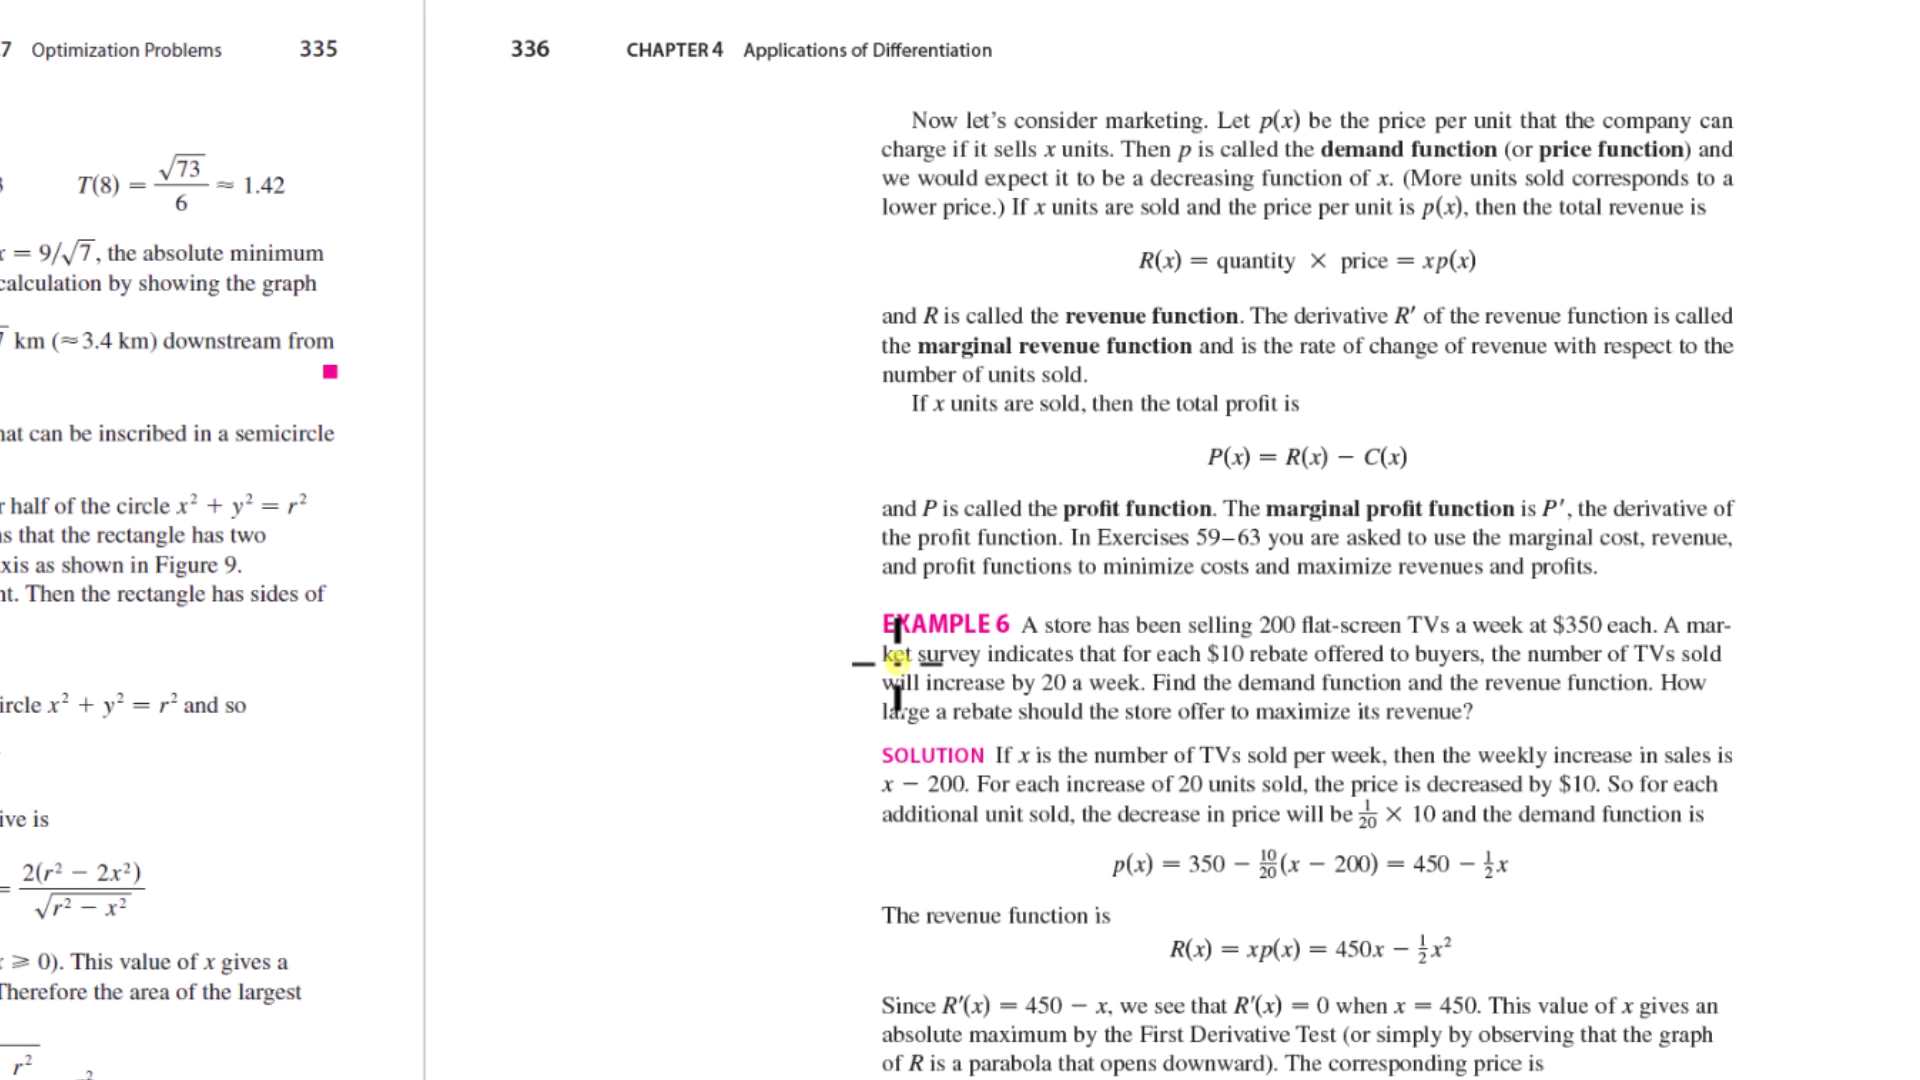 7 Optimization Problems 335
T(8) = √73/6 ≈ 1.42
= 9/√7, the absolute minimum
calculation by showing the graph
km (≈3.4 km) downstream from
hat can be inscribed in a semicircle
r half of the circle x² + y² = r²
s that the rectangle has two
xis as shown in Figure 9.
nt. Then the rectangle has sides of
ircle x² + y² = r² and so
ive is
= 2(r² − 2x²)/√r² − x²
⩾ 0). This value of x gives a
Therefore the area of the largest
r²
2
336 CHAPTER 4 Applications of Differentiation
Now let's consider marketing. Let p(x) be the price per unit that the company can
charge if it sells x units. Then p is called the demand function (or price function) and
we would expect it to be a decreasing function of x. (More units sold corresponds to a
lower price.) If x units are sold and the price per unit is p(x), then the total revenue is
R(x) = quantity × price = xp(x)
and R is called the revenue function. The derivative R′ of the revenue function is called
the marginal revenue function and is the rate of change of revenue with respect to the
number of units sold.
If x units are sold, then the total profit is
P(x) = R(x) − C(x)
and P is called the profit function. The marginal profit function is P′, the derivative of
the profit function. In Exercises 59–63 you are asked to use the marginal cost, revenue,
and profit functions to minimize costs and maximize revenues and profits.
EXAMPLE 6 A store has been selling 200 flat-screen TVs a week at $350 each. A mar-
ket survey indicates that for each $10 rebate offered to buyers, the number of TVs sold
will increase by 20 a week. Find the demand function and the revenue function. How
large a rebate should the store offer to maximize its revenue?
SOLUTION If x is the number of TVs sold per week, then the weekly increase in sales is
x − 200. For each increase of 20 units sold, the price is decreased by $10. So for each
additional unit sold, the decrease in price will be 1/20 × 10 and the demand function is
p(x) = 350 − 10/20(x − 200) = 450 − 1/2x
The revenue function is
R(x) = xp(x) = 450x − 1/2x²
Since R′(x) = 450 − x, we see that R′(x) = 0 when x = 450. This value of x gives an
absolute maximum by the First Derivative Test (or simply by observing that the graph
of R is a parabola that opens downward). The corresponding price is